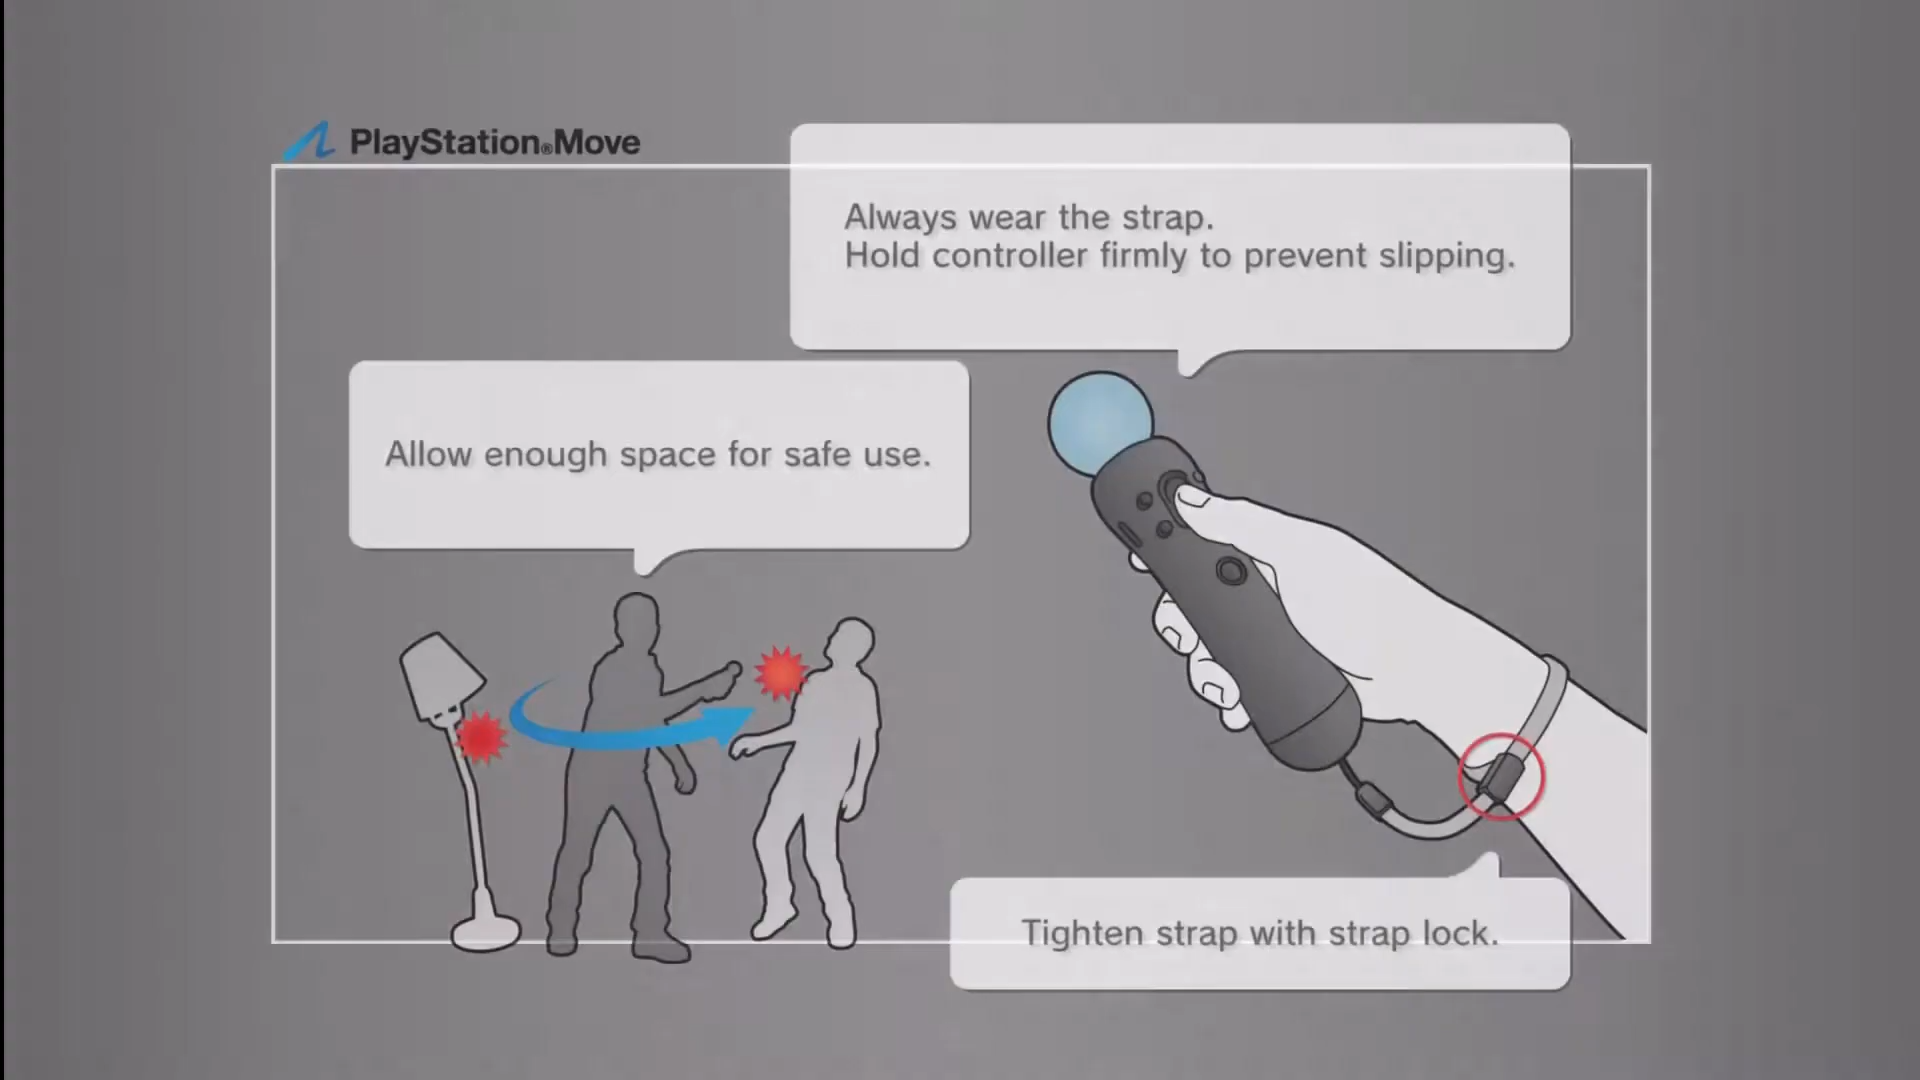 PlayStation®Move
Always wear the strap.
Hold controller firmly to prevent slipping.
Allow enough space for safe use.
Tighten strap with strap lock.